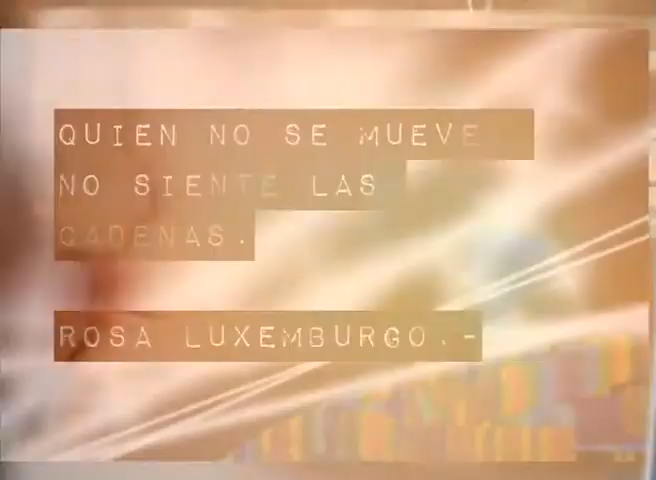 QUIEN NO SE MUEVE
NO SIENTE LAS
CADENAS.
ROSA LUXEMBURGO.-